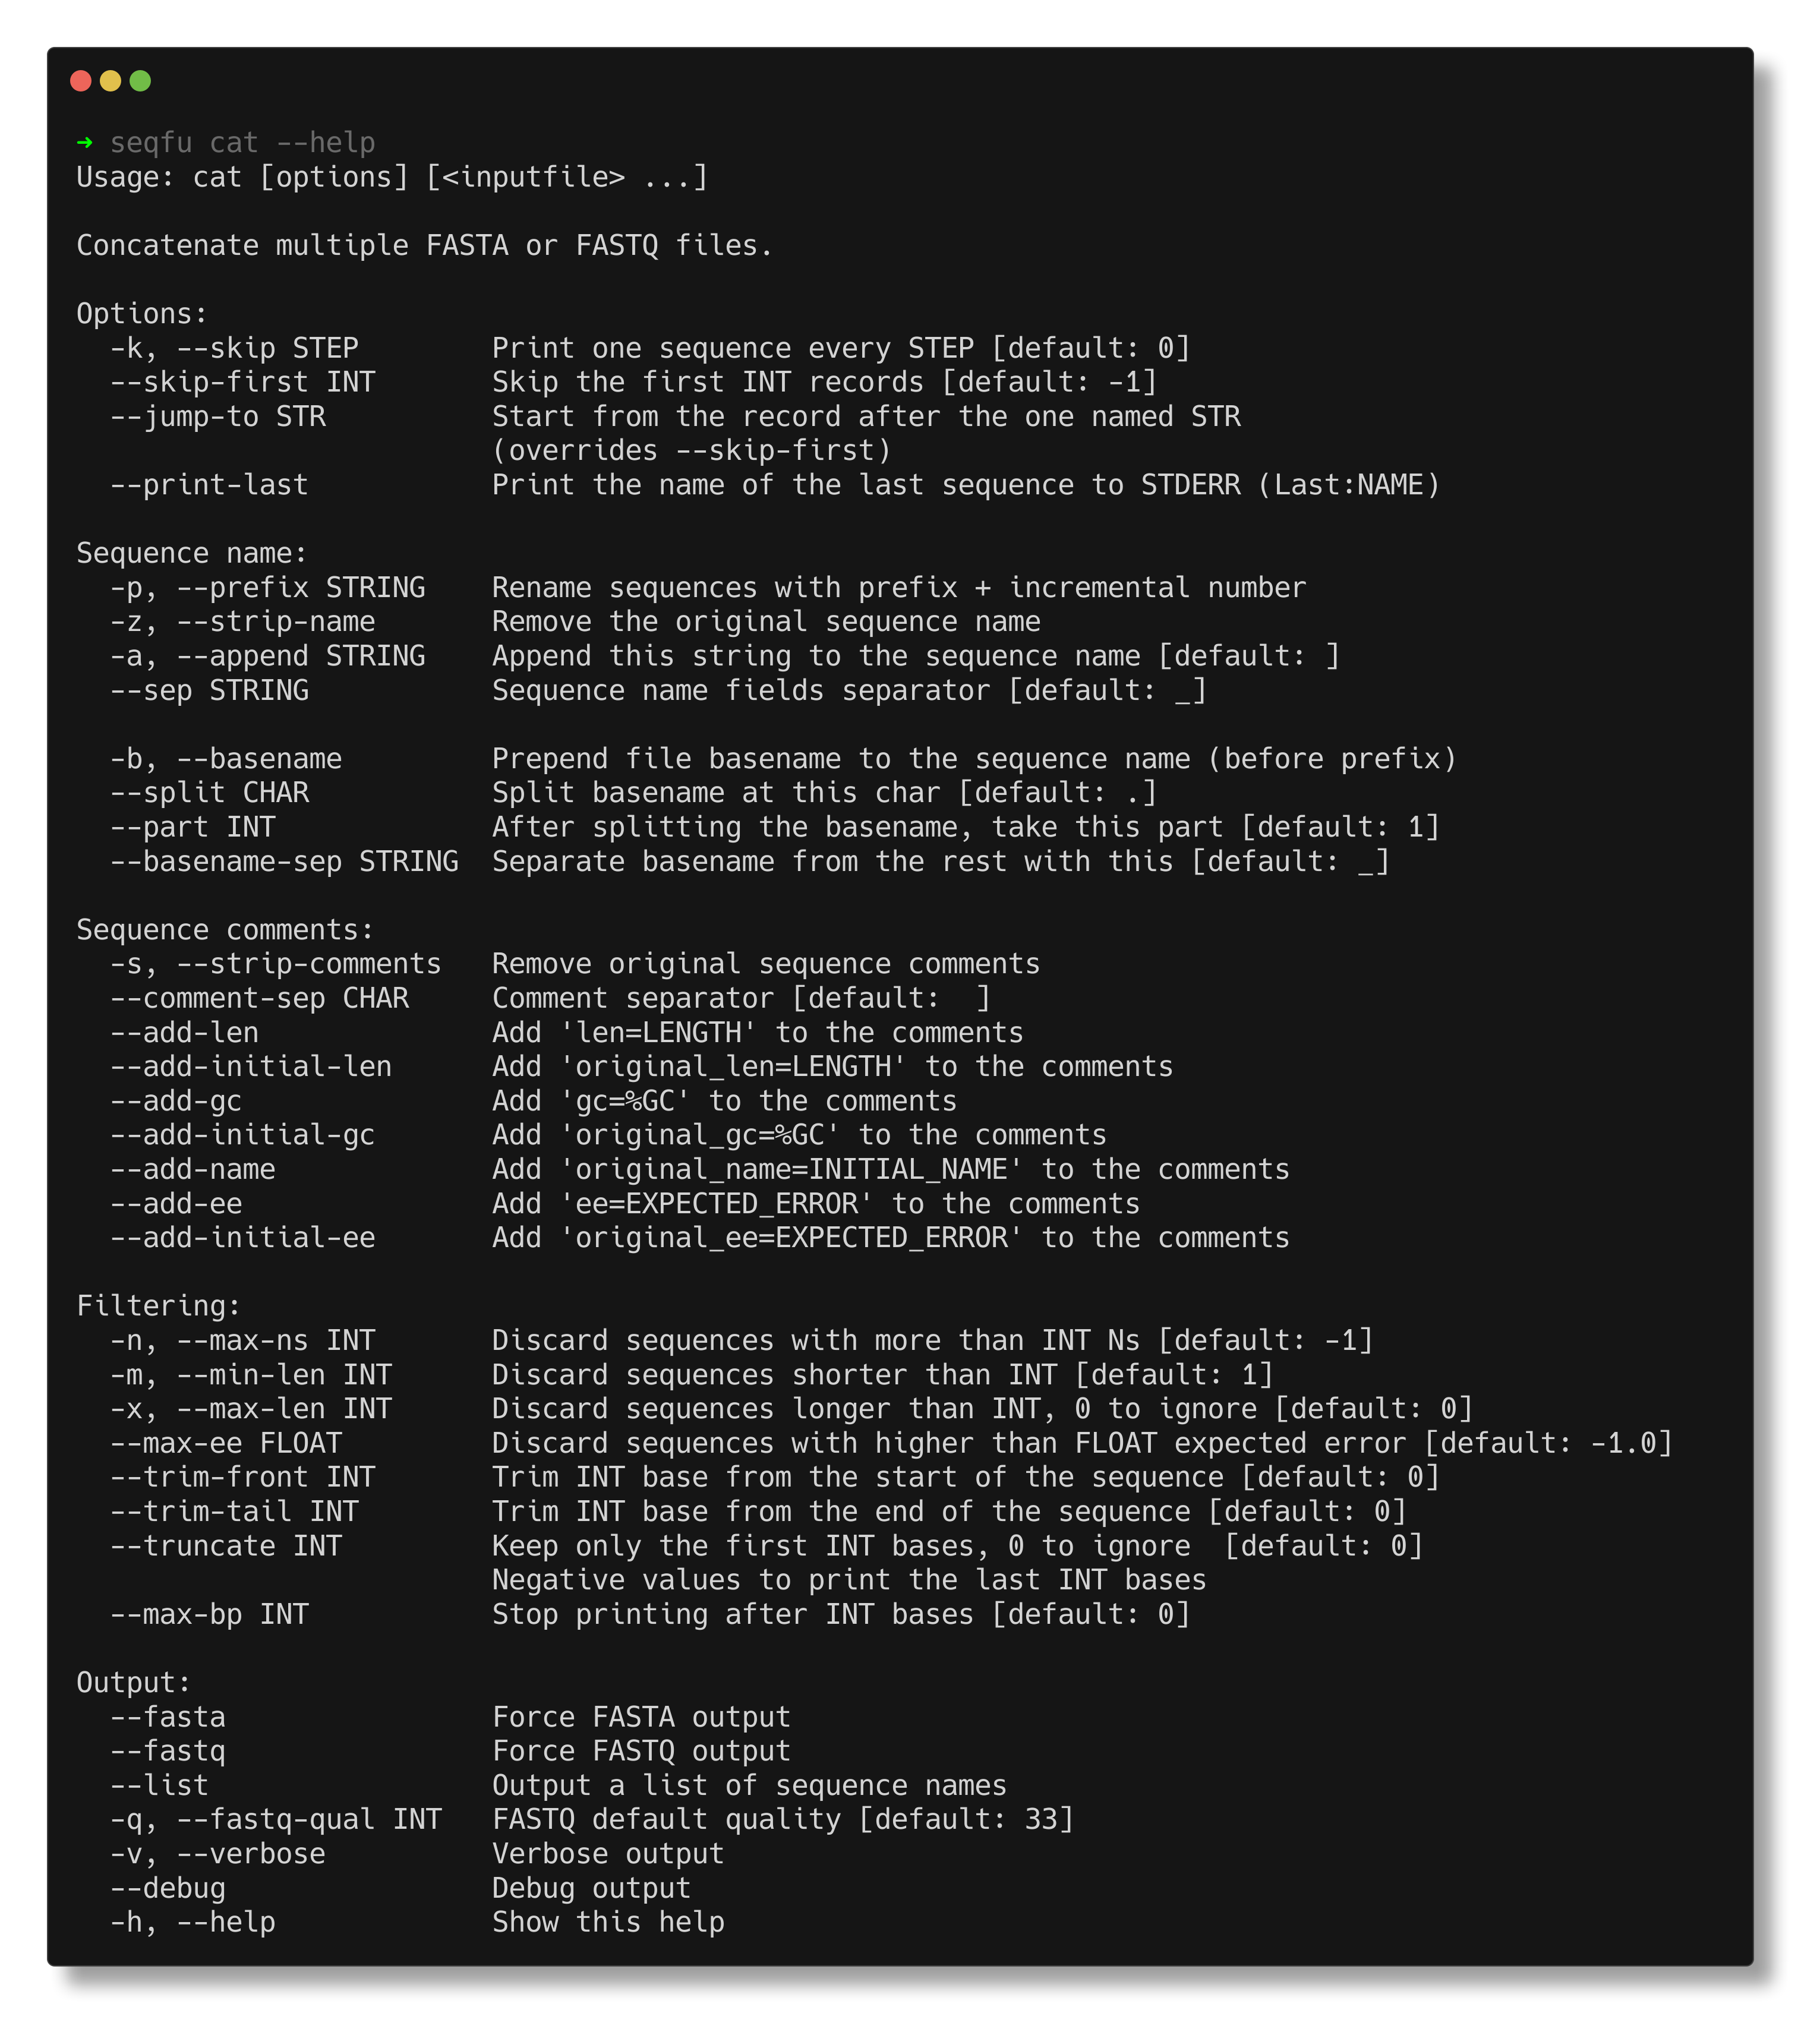 ➜ seqfu cat --help
Usage: cat [options] [<inputfile> ...]

Concatenate multiple FASTA or FASTQ files.

Options:
  -k, --skip STEP        Print one sequence every STEP [default: 0]
  --skip-first INT       Skip the first INT records [default: -1]
  --jump-to STR          Start from the record after the one named STR
                         (overrides --skip-first)
  --print-last           Print the name of the last sequence to STDERR (Last:NAME)

Sequence name:
  -p, --prefix STRING    Rename sequences with prefix + incremental number
  -z, --strip-name       Remove the original sequence name
  -a, --append STRING    Append this string to the sequence name [default: ]
  --sep STRING           Sequence name fields separator [default: _]

  -b, --basename         Prepend file basename to the sequence name (before prefix)
  --split CHAR           Split basename at this char [default: .]
  --part INT             After splitting the basename, take this part [default: 1]
  --basename-sep STRING  Separate basename from the rest with this [default: _]

Sequence comments:
  -s, --strip-comments   Remove original sequence comments
  --comment-sep CHAR     Comment separator [default:  ]
  --add-len              Add 'len=LENGTH' to the comments
  --add-initial-len      Add 'original_len=LENGTH' to the comments
  --add-gc               Add 'gc=%GC' to the comments
  --add-initial-gc       Add 'original_gc=%GC' to the comments
  --add-name             Add 'original_name=INITIAL_NAME' to the comments
  --add-ee               Add 'ee=EXPECTED_ERROR' to the comments
  --add-initial-ee       Add 'original_ee=EXPECTED_ERROR' to the comments

Filtering:
  -n, --max-ns INT       Discard sequences with more than INT Ns [default: -1]
  -m, --min-len INT      Discard sequences shorter than INT [default: 1]
  -x, --max-len INT      Discard sequences longer than INT, 0 to ignore [default: 0]
  --max-ee FLOAT         Discard sequences with higher than FLOAT expected error [default: -1.0]
  --trim-front INT       Trim INT base from the start of the sequence [default: 0]
  --trim-tail INT        Trim INT base from the end of the sequence [default: 0]
  --truncate INT         Keep only the first INT bases, 0 to ignore  [default: 0]
                         Negative values to print the last INT bases
  --max-bp INT           Stop printing after INT bases [default: 0]

Output:
  --fasta                Force FASTA output
  --fastq                Force FASTQ output
  --list                 Output a list of sequence names
  -q, --fastq-qual INT   FASTQ default quality [default: 33]
  -v, --verbose          Verbose output
  --debug                Debug output
  -h, --help             Show this help